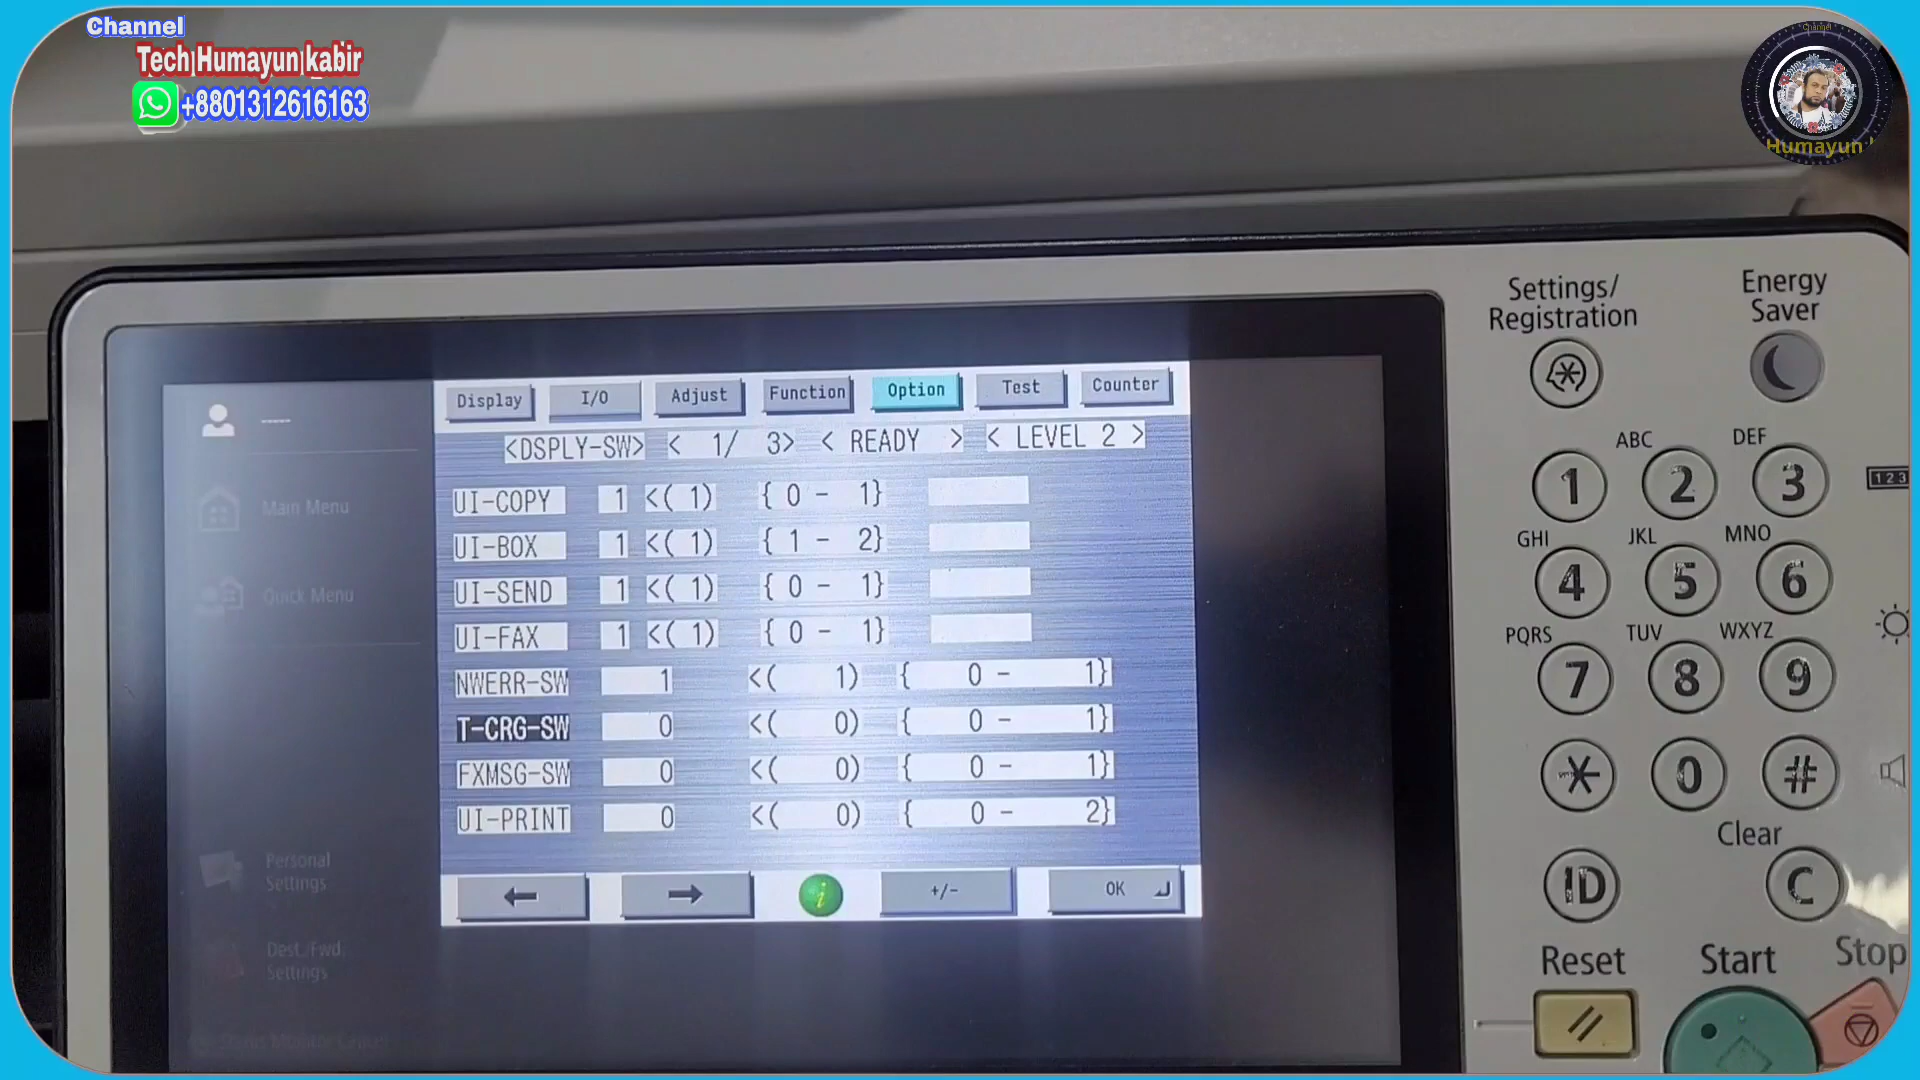 Channel
Tech Humayun kabir
+8801312616163
Channel
Humayun
Settings/
Registration
Energy
Saver
Display I/O Adjust Function Option Test Counter
<DSPLY-SW> < 1/ 3> < READY > < LEVEL 2 >
UI-COPY 1 <( 1) { 0 - 1}
UI-BOX 1 <( 1) { 1 - 2}
UI-SEND 1 <( 1) { 0 - 1}
UI-FAX 1 <( 1) { 0 - 1}
NWERR-SW 1 <( 1) { 0 - 1}
T-CRG-SW 0 <( 0) { 0 - 1}
FXMSG-SW 0 <( 0) { 0 - 1}
UI-PRINT 0 <( 0) { 0 - 2}
← → i +/- OK
----
Main Menu
Quick Menu
Personal
Settings
Dest./Fwd.
Settings
Status Monitor/Cancel
ABC DEF
1 2 3
123
GHI JKL MNO
4 5 6
PQRS TUV WXYZ
7 8 9
* 0 #
Clear
ID C
Reset Start Stop